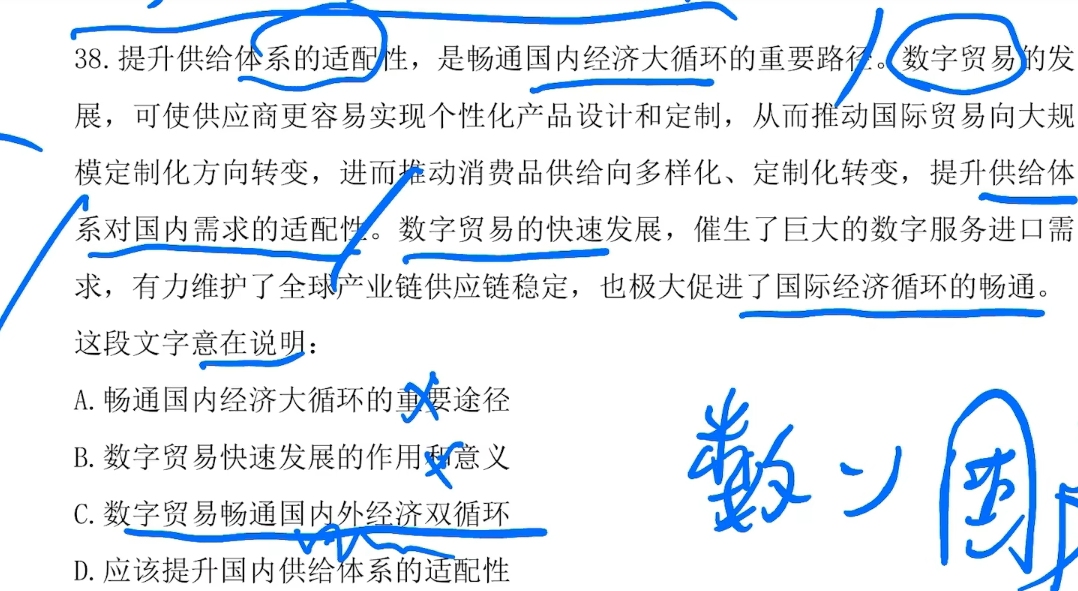 38.提升供给体系的适配性，是畅通国内经济大循环的重要路径。数字贸易的发
展，可使供应商更容易实现个性化产品设计和定制，从而推动国际贸易向大规
模定制化方向转变，进而推动消费品供给向多样化、定制化转变，提升供给体
系对国内需求的适配性。数字贸易的快速发展，催生了巨大的数字服务进口需
求，有力维护了全球产业链供应链稳定，也极大促进了国际经济循环的畅通。
这段文字意在说明：
A.畅通国内经济大循环的重要途径
B.数字贸易快速发展的作用和意义
C.数字贸易畅通国内外经济双循环
D.应该提升国内供给体系的适配性
数